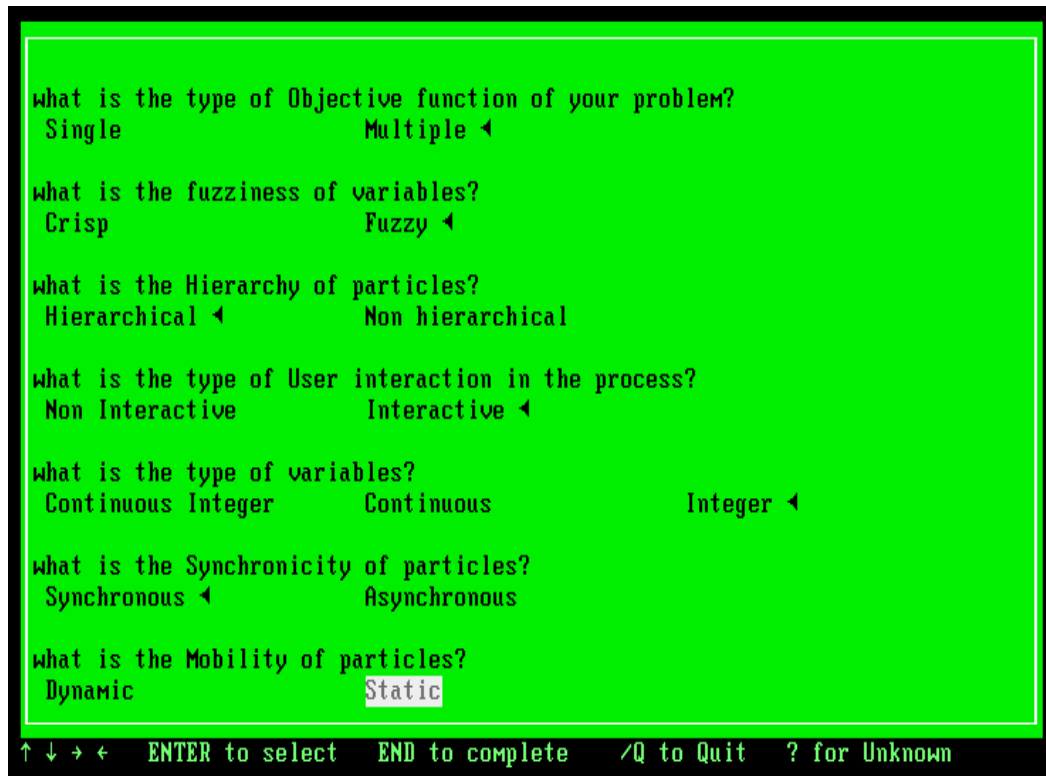 what is the type of Objective function of your problem?
Single Multiple ◄
what is the fuzziness of variables?
Crisp Fuzzy ◄
what is the Hierarchy of particles?
Hierarchical ◄ Non hierarchical
what is the type of User interaction in the process?
Non Interactive Interactive ◄
what is the type of variables?
Continuous Integer Continuous Integer ◄
what is the Synchronicity of particles?
Synchronous ◄ Asynchronous
what is the Mobility of particles?
Dynamic Static
↑ ↓ → ← ENTER to select END to complete /Q to Quit ? for Unknown